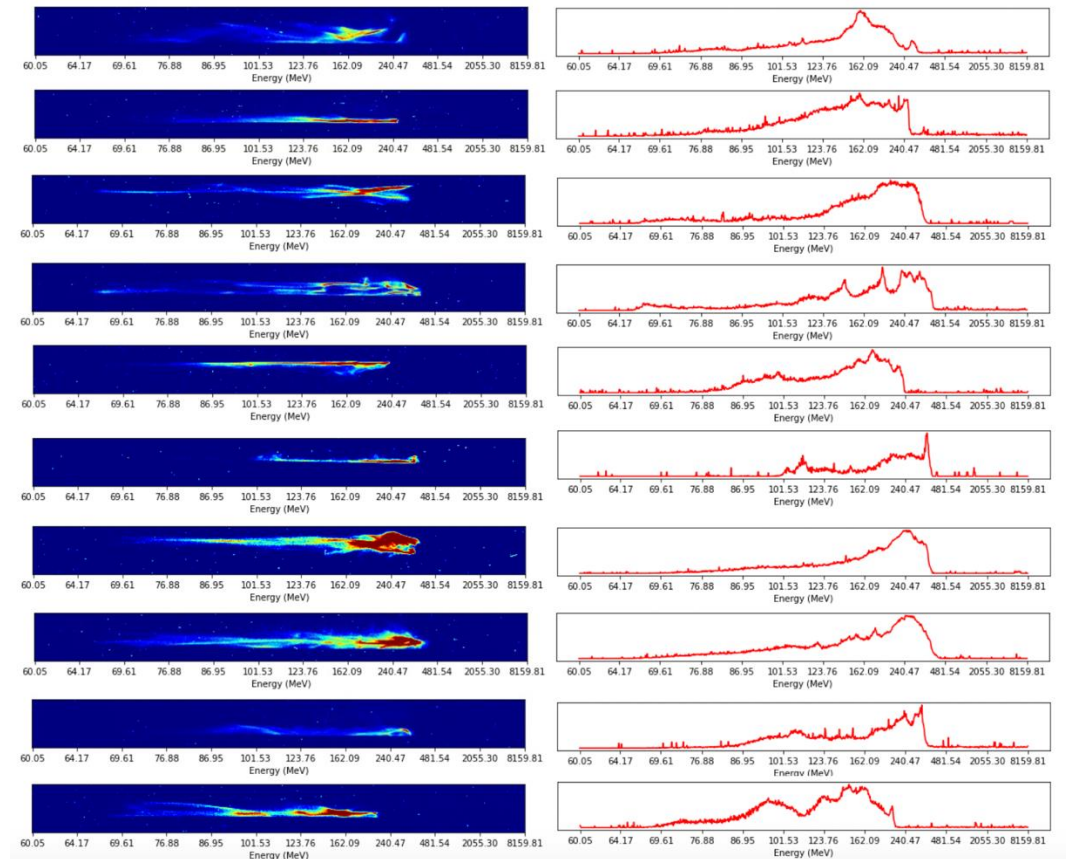 60.05 64.17 69.61 76.88 86.95 101.53 123.76 162.09 240.47 481.54 2055.30 8159.81
Energy (MeV)
60.05 64.17 69.61 76.88 86.95 101.53 123.76 162.09 240.47 481.54 2055.30 8159.81
Energy (MeV)
60.05 64.17 69.61 76.88 86.95 101.53 123.76 162.09 240.47 481.54 2055.30 8159.81
Energy (MeV)
60.05 64.17 69.61 76.88 86.95 101.53 123.76 162.09 240.47 481.54 2055.30 8159.81
Energy (MeV)
60.05 64.17 69.61 76.88 86.95 101.53 123.76 162.09 240.47 481.54 2055.30 8159.81
Energy (MeV)
60.05 64.17 69.61 76.88 86.95 101.53 123.76 162.09 240.47 481.54 2055.30 8159.81
Energy (MeV)
60.05 64.17 69.61 76.88 86.95 101.53 123.76 162.09 240.47 481.54 2055.30 8159.81
Energy (MeV)
60.05 64.17 69.61 76.88 86.95 101.53 123.76 162.09 240.47 481.54 2055.30 8159.81
Energy (MeV)
60.05 64.17 69.61 76.88 86.95 101.53 123.76 162.09 240.47 481.54 2055.30 8159.81
Energy (MeV)
60.05 64.17 69.61 76.88 86.95 101.53 123.76 162.09 240.47 481.54 2055.30 8159.81
Energy (MeV)
60.05 64.17 69.61 76.88 86.95 101.53 123.76 162.09 240.47 481.54 2055.30 8159.81
Energy (MeV)
60.05 64.17 69.61 76.88 86.95 101.53 123.76 162.09 240.47 481.54 2055.30 8159.81
Energy (MeV)
60.05 64.17 69.61 76.88 86.95 101.53 123.76 162.09 240.47 481.54 2055.30 8159.81
Energy (MeV)
60.05 64.17 69.61 76.88 86.95 101.53 123.76 162.09 240.47 481.54 2055.30 8159.81
Energy (MeV)
60.05 64.17 69.61 76.88 86.95 101.53 123.76 162.09 240.47 481.54 2055.30 8159.81
Energy (MeV)
60.05 64.17 69.61 76.88 86.95 101.53 123.76 162.09 240.47 481.54 2055.30 8159.81
Energy (MeV)
60.05 64.17 69.61 76.88 86.95 101.53 123.76 162.09 240.47 481.54 2055.30 8159.81
Energy (MeV)
60.05 64.17 69.61 76.88 86.95 101.53 123.76 162.09 240.47 481.54 2055.30 8159.81
Energy (MeV)
60.05 64.17 69.61 76.88 86.95 101.53 123.76 162.09 240.47 481.54 2055.30 8159.81
Energy (MeV)
60.05 64.17 69.61 76.88 86.95 101.53 123.76 162.09 240.47 481.54 2055.30 8159.81
Energy (MeV)